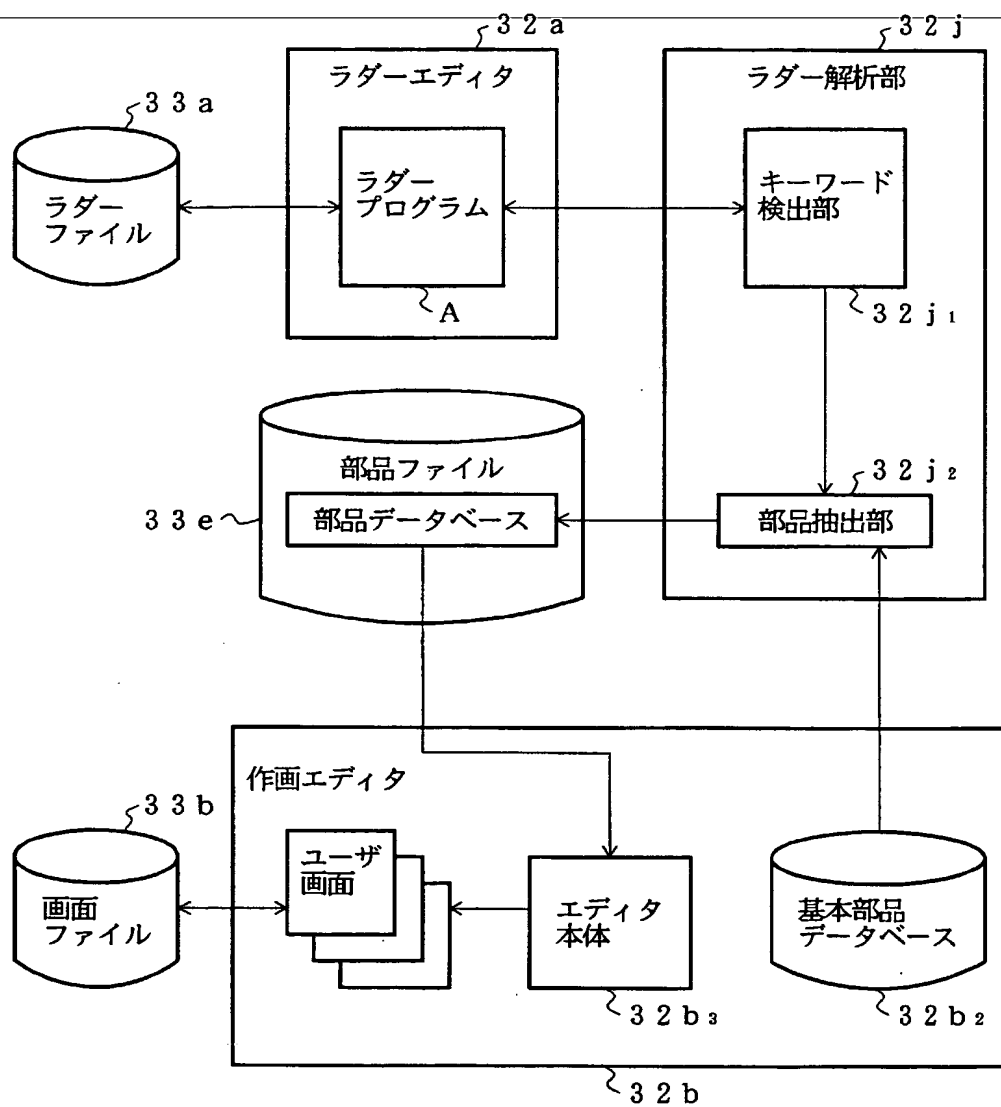 ３２ａ
３２ｊ
ラダーエディタ
ラダー解析部
３３ａ
ラダー
プログラム
キーワード
検出部
ラダー
ファイル
Ａ
３２ｊ₁
部品ファイル
３２ｊ₂
３３ｅ
部品データベース
部品抽出部
作画エディタ
３３ｂ
ユーザ
画面
画面
ファイル
エディタ
本体
基本部品
データベース
３２ｂ₃
３２ｂ₂
３２ｂ